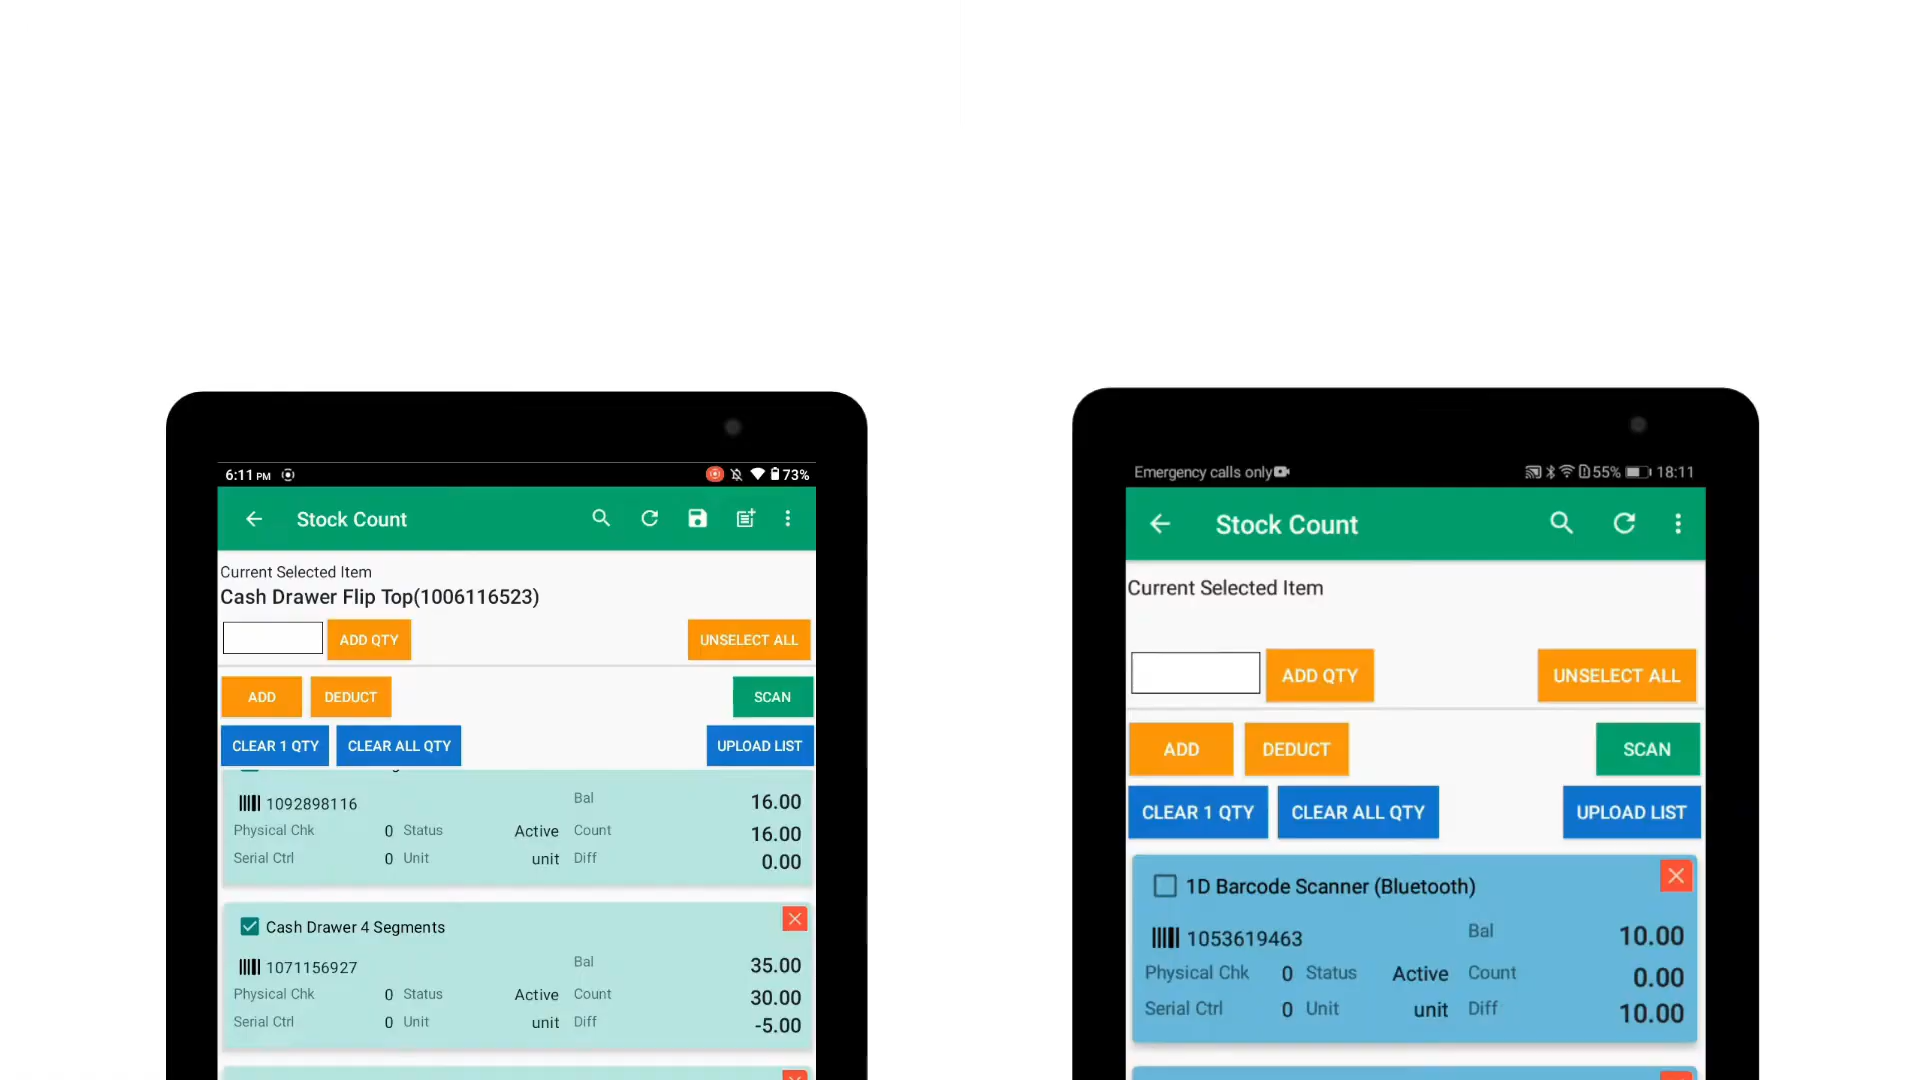 6:11 PM 73%
Stock Count
Current Selected Item
Cash Drawer Flip Top(1006116523)
ADD QTY UNSELECT ALL
ADD DEDUCT SCAN
CLEAR 1 QTY CLEAR ALL QTY UPLOAD LIST
1092898116 Bal 16.00
Physical Chk 0 Status Active Count 16.00
Serial Ctrl 0 Unit unit Diff 0.00
Cash Drawer 4 Segments
1071156927 Bal 35.00
Physical Chk 0 Status Active Count 30.00
Serial Ctrl 0 Unit unit Diff -5.00
Emergency calls only 55% 18:11
Stock Count
Current Selected Item
ADD QTY UNSELECT ALL
ADD DEDUCT SCAN
CLEAR 1 QTY CLEAR ALL QTY UPLOAD LIST
1D Barcode Scanner (Bluetooth)
1053619463 Bal 10.00
Physical Chk 0 Status Active Count 0.00
Serial Ctrl 0 Unit unit Diff 10.00